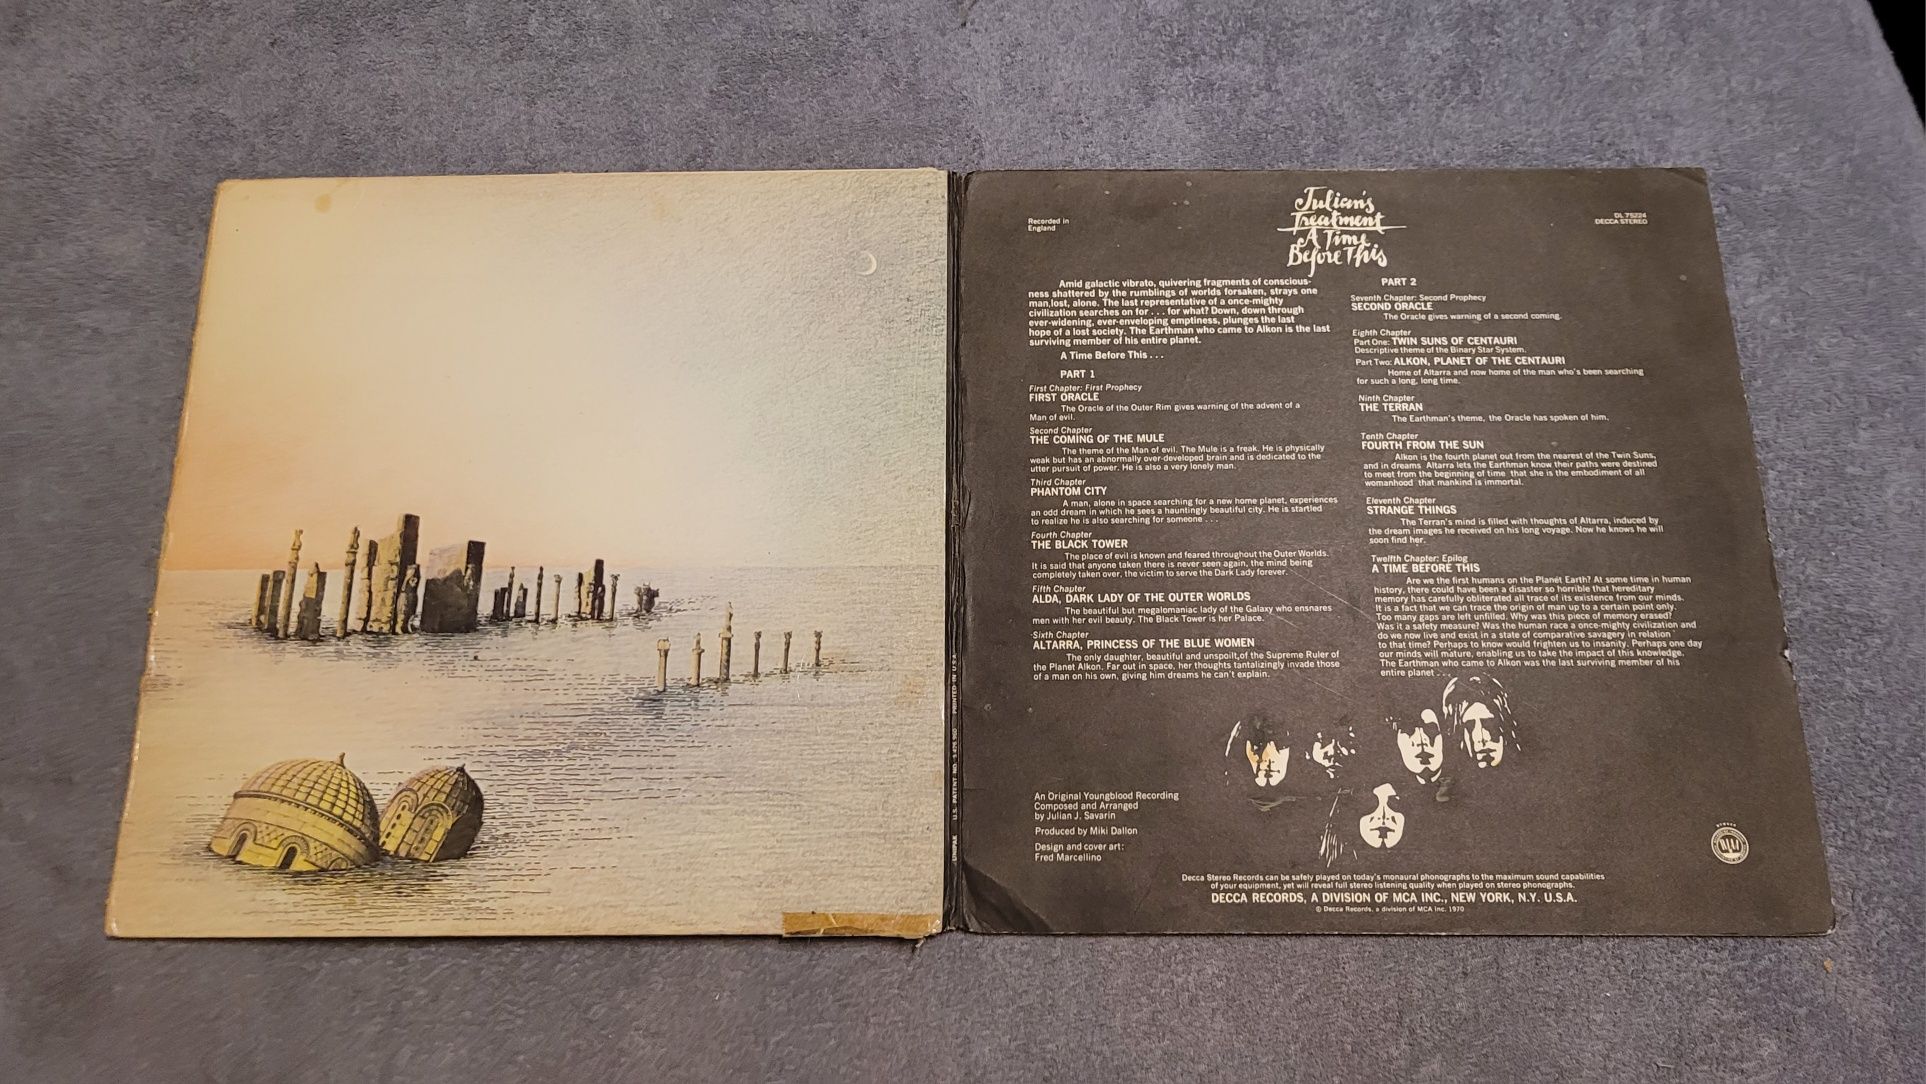 Recorded in
England
Julian's
Treatment
A Time
Before This
DL 75224
DECCA STEREO
Amid galactic vibrato, quivering fragments of conscious-
ness shattered by the rumblings of worlds forsaken, strays one
man,lost, alone. The last representative of a once-mighty
civilization searches on for . . . for what? Down, down through
ever-widening, ever-enveloping emptiness, plunges the last
hope of a lost society. The Earthman who came to Alkon is the last
surviving member of his entire planet.
A Time Before This . . .
PART 1
First Chapter: First Prophecy
FIRST ORACLE
The Oracle of the Outer Rim gives warning of the advent of a
Man of evil.
Second Chapter
THE COMING OF THE MULE
The theme of the Man of evil. The Mule is a freak. He is physically
weak but has an abnormally over-developed brain and is dedicated to the
utter pursuit of power. He is also a very lonely man.
Third Chapter
PHANTOM CITY
A man, alone in space searching for a new home planet, experiences
an odd dream in which he sees a hauntingly beautiful city. He is startled
to realize he is also searching for someone . . .
Fourth Chapter
THE BLACK TOWER
The place of evil is known and feared throughout the Outer Worlds.
It is said that anyone taken there is never seen again, the mind being
completely taken over, the victim to serve the Dark Lady forever.
Fifth Chapter
ALDA, DARK LADY OF THE OUTER WORLDS
The beautiful but megalomaniac lady of the Galaxy who ensnares
men with her evil beauty. The Black Tower is her Palace.
Sixth Chapter
ALTARRA, PRINCESS OF THE BLUE WOMEN
The only daughter, beautiful and unspoilt,of the Supreme Ruler of
the Planet Alkon. Far out in space, her thoughts tantalizingly invade those
of a man on his own, giving him dreams he can't explain.
PART 2
Seventh Chapter: Second Prophecy
SECOND ORACLE
The Oracle gives warning of a second coming.
Eighth Chapter
Part One: TWIN SUNS OF CENTAURI
Descriptive theme of the Binary Star System.
Part Two: ALKON, PLANET OF THE CENTAURI
Home of Altarra and now home of the man who's been searching
for such a long, long time.
Ninth Chapter
THE TERRAN
The Earthman's theme, the Oracle has spoken of him.
Tenth Chapter
FOURTH FROM THE SUN
Alkon is the fourth planet out from the nearest of the Twin Suns,
and in dreams Altarra lets the Earthman know their paths were destined
to meet from the beginning of time that she is the embodiment of all
womanhood that mankind is immortal.
Eleventh Chapter
STRANGE THINGS
The Terran's mind is filled with thoughts of Altarra, induced by
the dream images he received on his long voyage. Now he knows he will
soon find her.
Twelfth Chapter: Epilog
A TIME BEFORE THIS
Are we the first humans on the Planet Earth? At some time in human
history, there could have been a disaster so horrible that hereditary
memory has carefully obliterated all trace of its existence from our minds.
It is a fact that we can trace the origin of man up to a certain point only.
Too many gaps are left unfilled. Why was this piece of memory erased?
Was it a safety measure? Was the human race a once-mighty civilization and
do we now live and exist in a state of comparative savagery in relation
to that time? Perhaps to know would frighten us to insanity. Perhaps one day
our minds will mature, enabling us to take the impact of this knowledge.
The Earthman who came to Alkon was the last surviving member of his
entire planet . . .
An Original Youngblood Recording
Composed and Arranged
by Julian J. Savarin
Produced by Miki Dallon
Design and cover art:
Fred Marcellino
Decca Stereo Records can be safely played on today's monaural phonographs to the maximum sound capabilities
of your equipment, yet will reveal full stereo listening quality when played on stereo phonographs.
DECCA RECORDS, A DIVISION OF MCA INC., NEW YORK, N.Y. U.S.A.
© Decca Records, a division of MCA Inc. 1970
UNIPAK U.S. PATENT NO. PRINTED IN U.S.A.